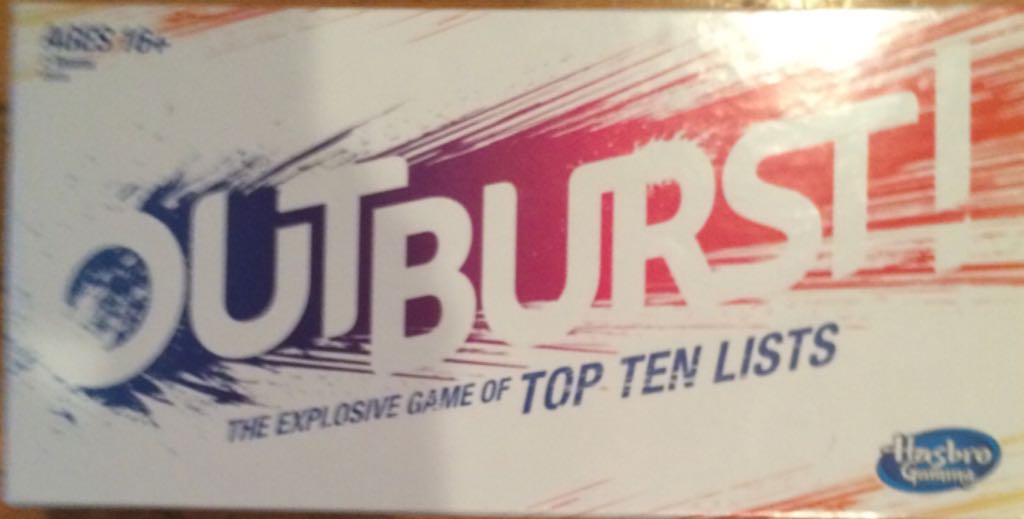 AGES 16+
OUTBURST!
THE EXPLOSIVE GAME OF TOP TEN LISTS
Hasbro
Gaming